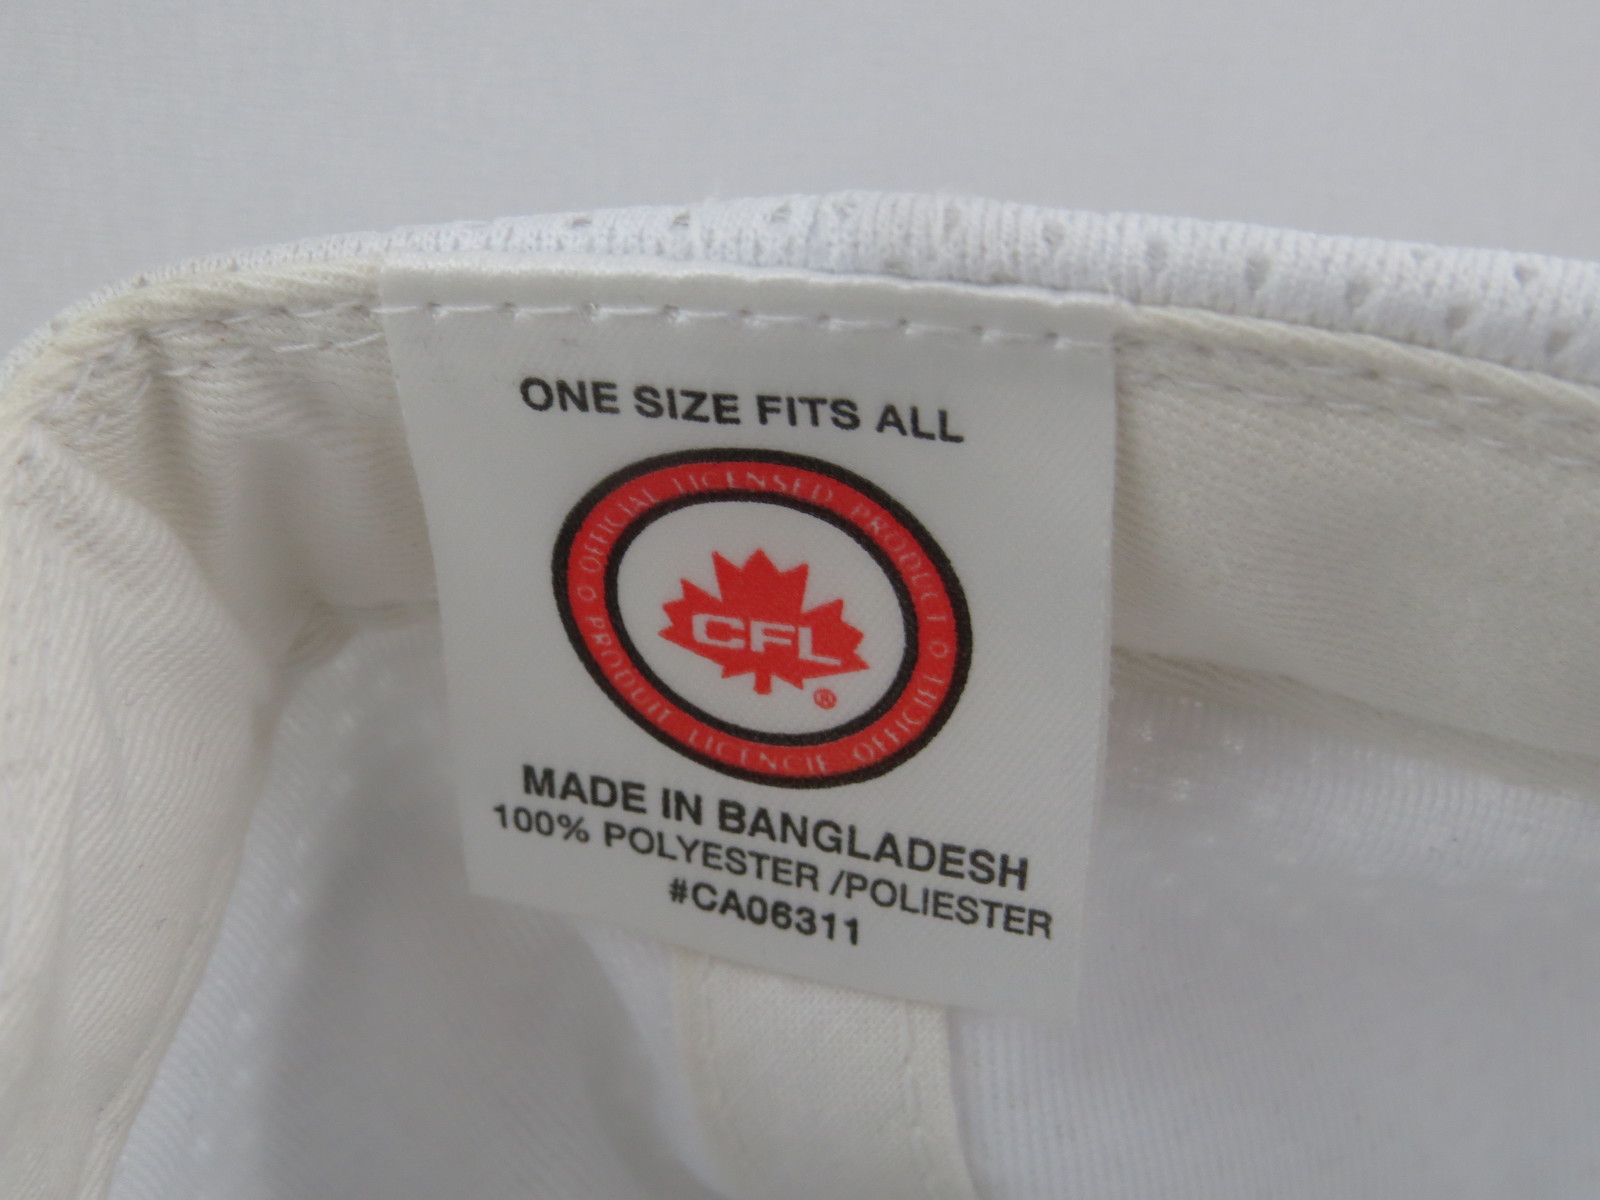 ONE SIZE FITS ALL
OFFICIAL LICENSED PRODUCT
CFL
®
PRODUIT LICENCIE OFFICIEL
MADE IN BANGLADESH
100% POLYESTER /POLIESTER
#CA06311